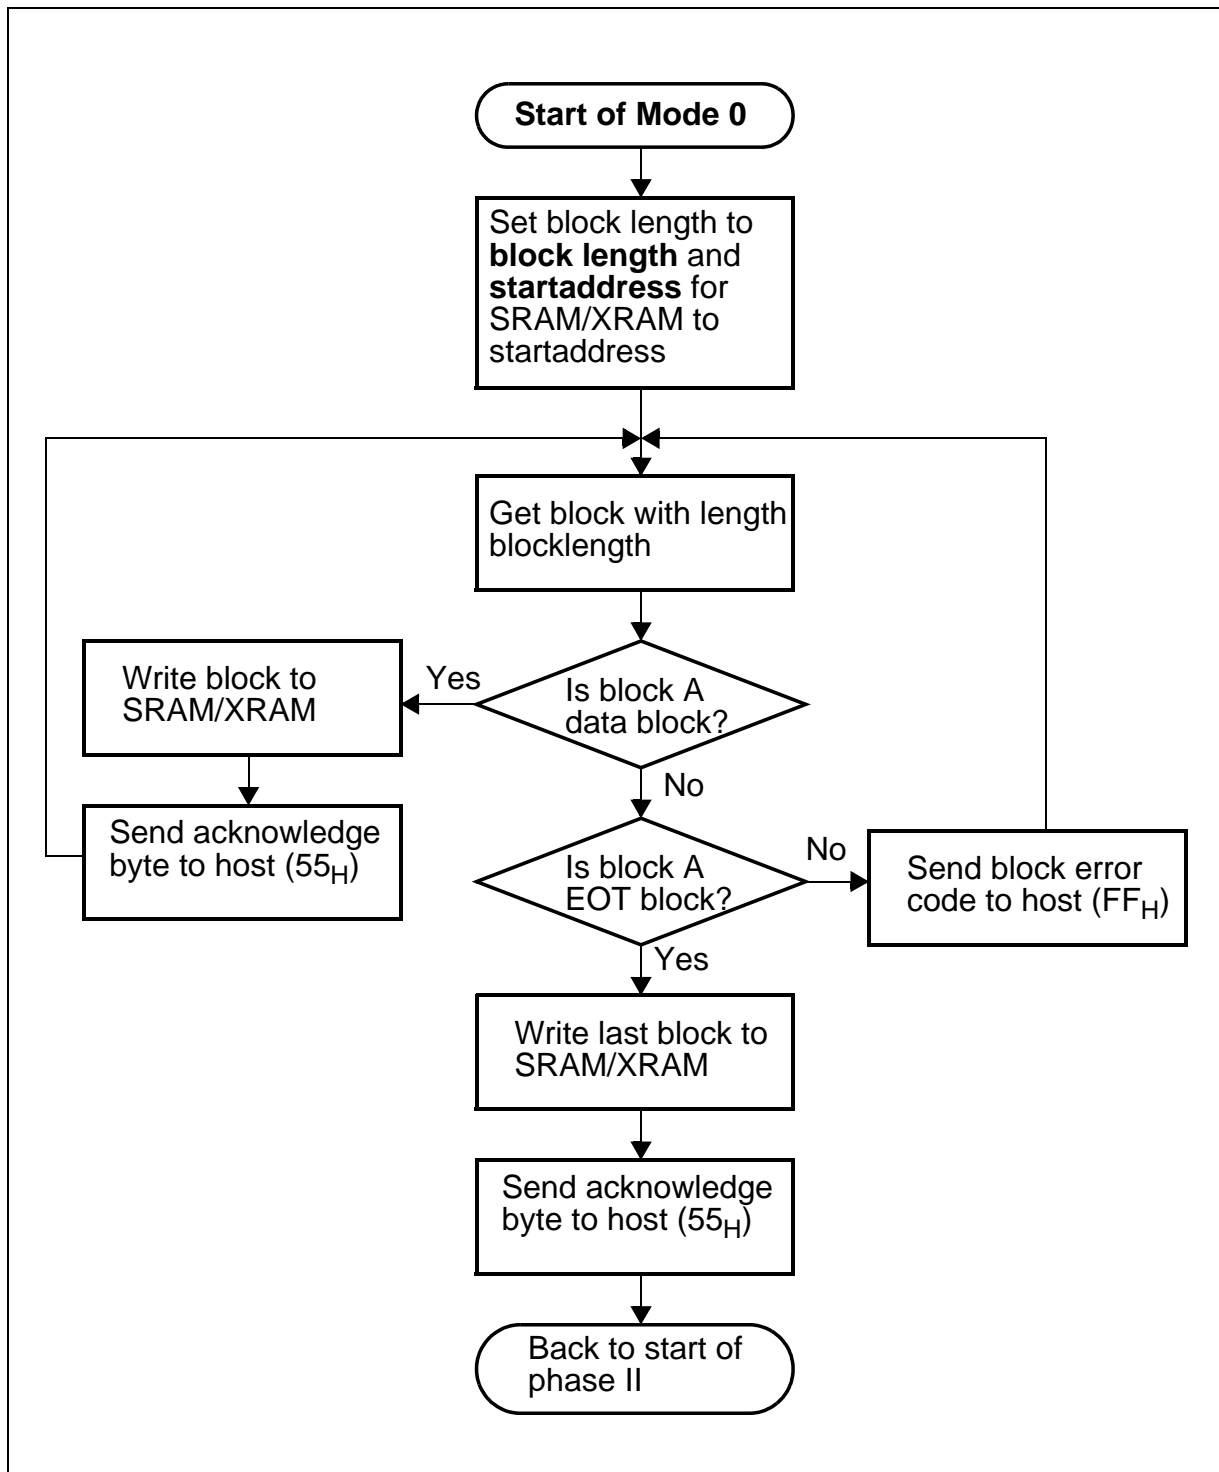 Start of Mode 0
Set block length to
block length and
startaddress for
SRAM/XRAM to
startaddress
Get block with length
blocklength
Is block A
data block?
Yes
Write block to
SRAM/XRAM
Send acknowledge
byte to host (55H)
No
Is block A
EOT block?
No
Send block error
code to host (FFH)
Yes
Write last block to
SRAM/XRAM
Send acknowledge
byte to host (55H)
Back to start of
phase II